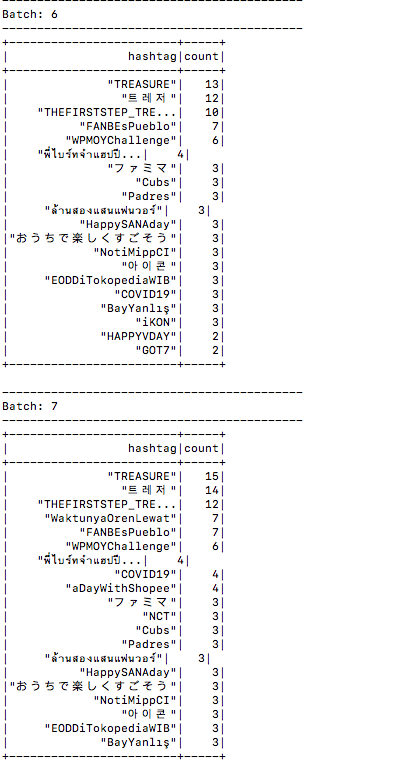 -------------------------------------------
Batch: 6
-------------------------------------------
+------------------------+-----+
|                 hashtag|count|
+------------------------+-----+
|              "TREASURE"|   13|
|                "트레저"|   12|
|    "THEFIRSTSTEP_TRE...|   10|
|          "FANBEsPueblo"|    7|
|        "WPMOYChallenge"|    6|
|    "พี่ไบร์ทจำแฮปปี...|    4|
|              "ファミマ"|    3|
|                  "Cubs"|    3|
|                "Padres"|    3|
|     "ล้านสองแสนแฟนวอร์"|    3|
|          "HappySANAday"|    3|
|"おうちで楽しくすごそう"|    3|
|            "NotiMippCI"|    3|
|                "아이콘"|    3|
|     "EODDiTokopediaWIB"|    3|
|               "COVID19"|    3|
|              "BayYanlış"|    3|
|                  "iKON"|    3|
|             "HAPPYVDAY"|    2|
|                  "GOT7"|    2|
+------------------------+-----+
-------------------------------------------
Batch: 7
-------------------------------------------
+------------------------+-----+
|                 hashtag|count|
+------------------------+-----+
|              "TREASURE"|   15|
|                "트레저"|   14|
|    "THEFIRSTSTEP_TRE...|   12|
|     "WaktunyaOrenLewat"|    7|
|          "FANBEsPueblo"|    7|
|        "WPMOYChallenge"|    6|
|    "พี่ไบร์ทจำแฮปปี...|    4|
|               "COVID19"|    4|
|        "aDayWithShopee"|    4|
|              "ファミマ"|    3|
|                   "NCT"|    3|
|                  "Cubs"|    3|
|                "Padres"|    3|
|     "ล้านสองแสนแฟนวอร์"|    3|
|          "HappySANAday"|    3|
|"おうちで楽しくすごそう"|    3|
|            "NotiMippCI"|    3|
|                "아이콘"|    3|
|     "EODDiTokopediaWIB"|    3|
|              "BayYanlış"|    3|
+------------------------+-----+